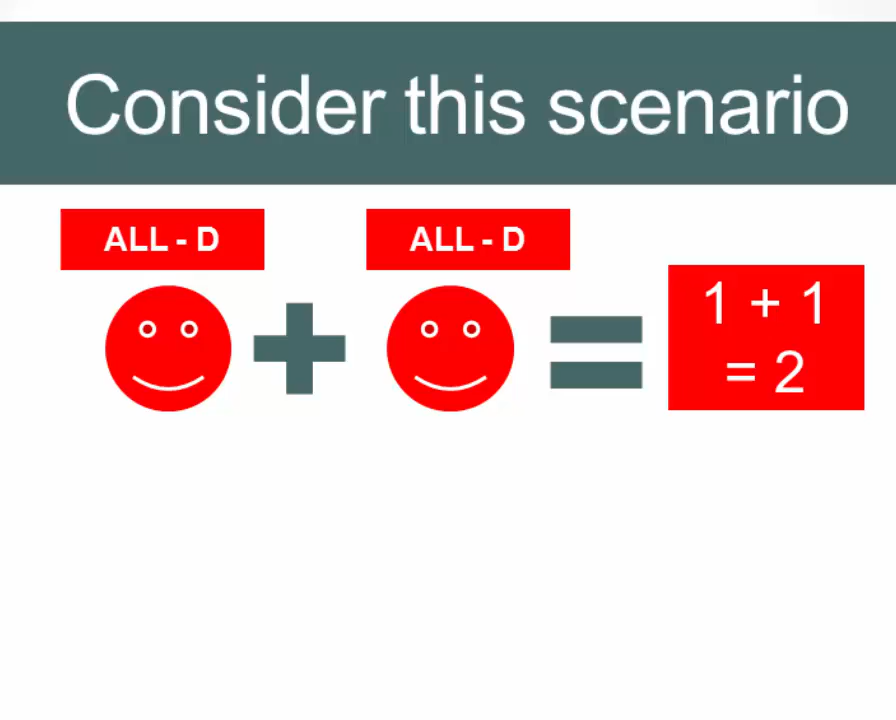 Consider this scenario
ALL - D
ALL - D
1 + 1
= 2